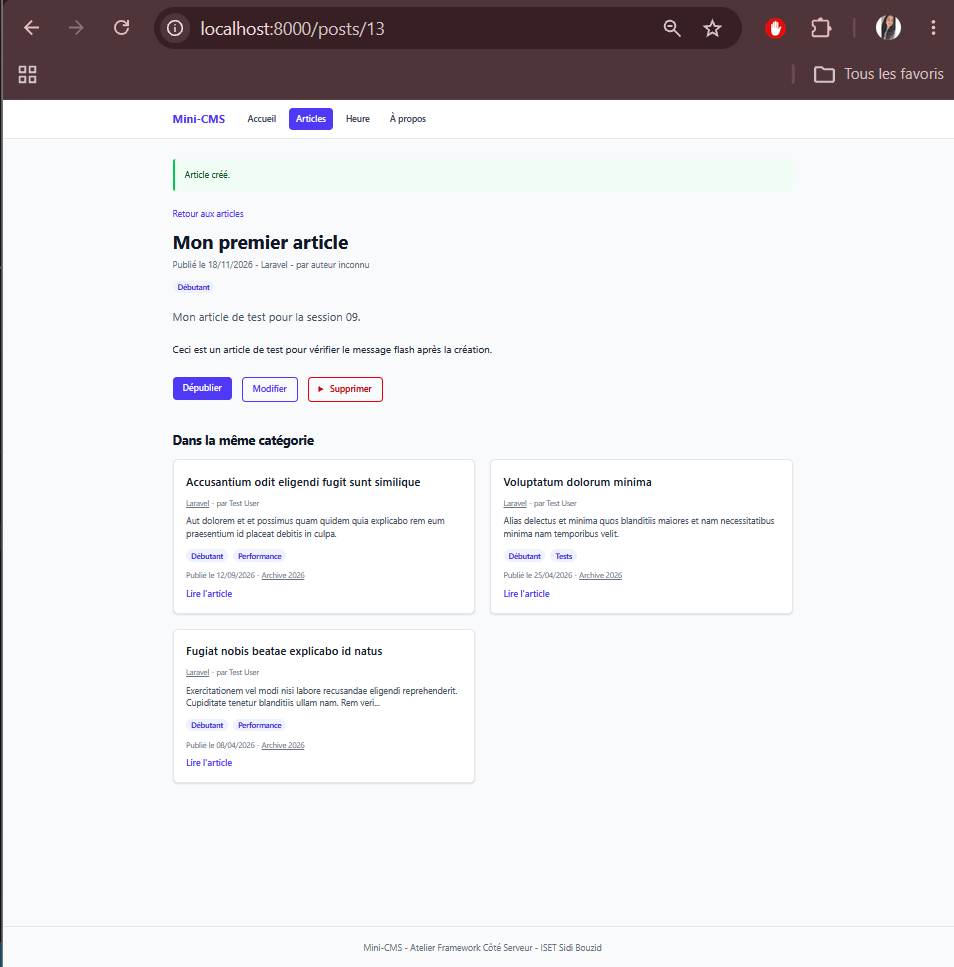 localhost:8000/posts/13
Tous les favoris
Mini-CMS Accueil Articles Heure À propos
Article créé.
Retour aux articles
Mon premier article
Publié le 18/11/2026 - Laravel - par auteur inconnu
Débutant
Mon article de test pour la session 09.
Ceci est un article de test pour vérifier le message flash après la création.
Dépublier Modifier Supprimer
Dans la même catégorie
Accusantium odit eligendi fugit sunt similique
Laravel - par Test User
Aut dolorem et et possimus quam quidem quia explicabo rem eum
praesentium id placeat debitis in culpa.
Débutant Performance
Publié le 12/09/2026 - Archive 2026
Lire l'article
Voluptatum dolorum minima
Laravel - par Test User
Alias delectus et minima quos blanditiis maiores et nam necessitatibus
minima nam temporibus velit.
Débutant Tests
Publié le 25/04/2026 - Archive 2026
Lire l'article
Fugiat nobis beatae explicabo id natus
Laravel - par Test User
Exercitationem vel modi nisi labore recusandae eligendi reprehenderit.
Cupiditate tenetur blanditiis ullam nam. Rem veri...
Débutant Performance
Publié le 08/04/2026 - Archive 2026
Lire l'article
Mini-CMS - Atelier Framework Côté Serveur - ISET Sidi Bouzid